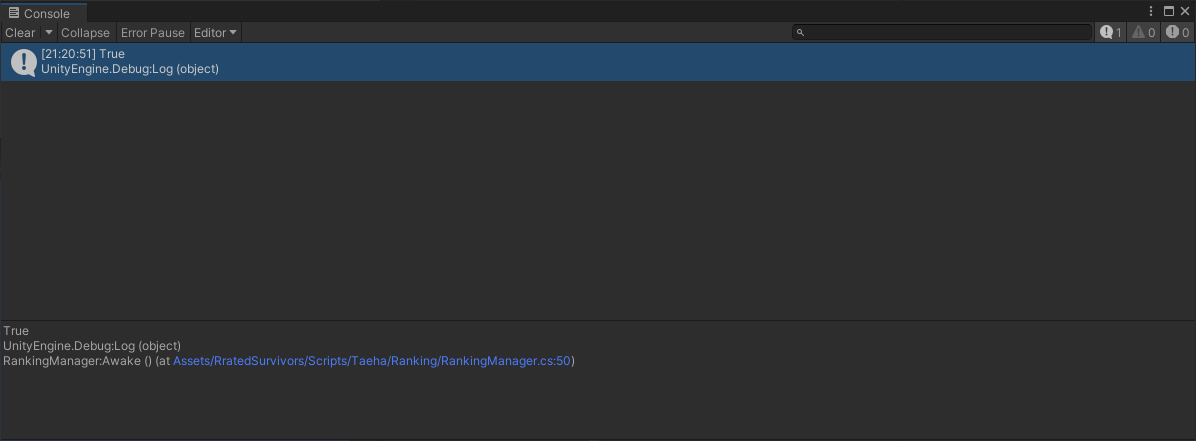 Console
Clear Collapse Error Pause Editor 1 0 0
[21:20:51] True
UnityEngine.Debug:Log (object)
True
UnityEngine.Debug:Log (object)
RankingManager:Awake () (at Assets/RratedSurvivors/Scripts/Taeha/Ranking/RankingManager.cs:50)